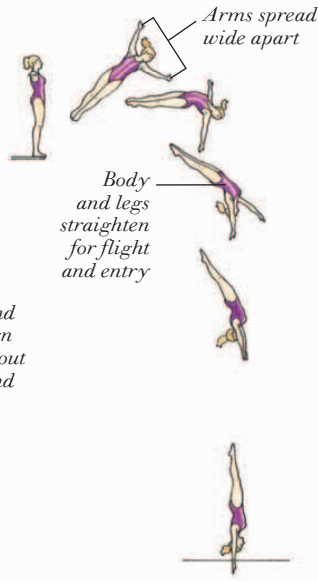 Arms spread
wide apart
Body
and legs
straighten
for flight
and entry